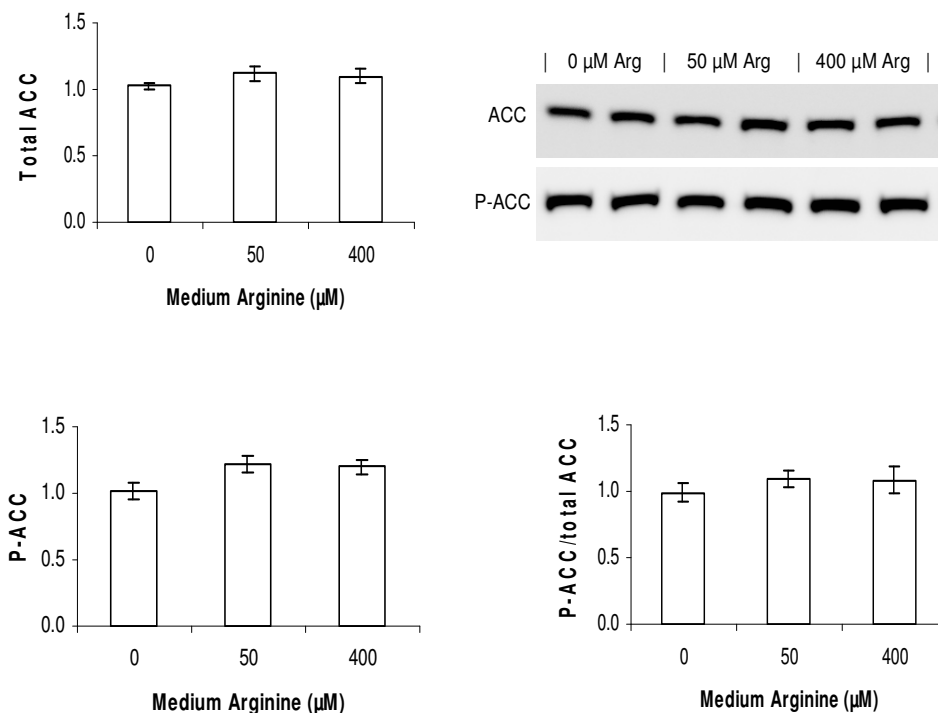 Total ACC
1.5
1.0
0.5
0.0
0 50 400
Medium Arginine (µM)
| 0 µM Arg | 50 µM Arg | 400 µM Arg |
ACC
P-ACC
P-ACC
1.5
1.0
0.5
0.0
0 50 400
Medium Arginine (µM)
P-ACC/total ACC
1.5
1.0
0.5
0.0
0 50 400
Medium Arginine (µM)